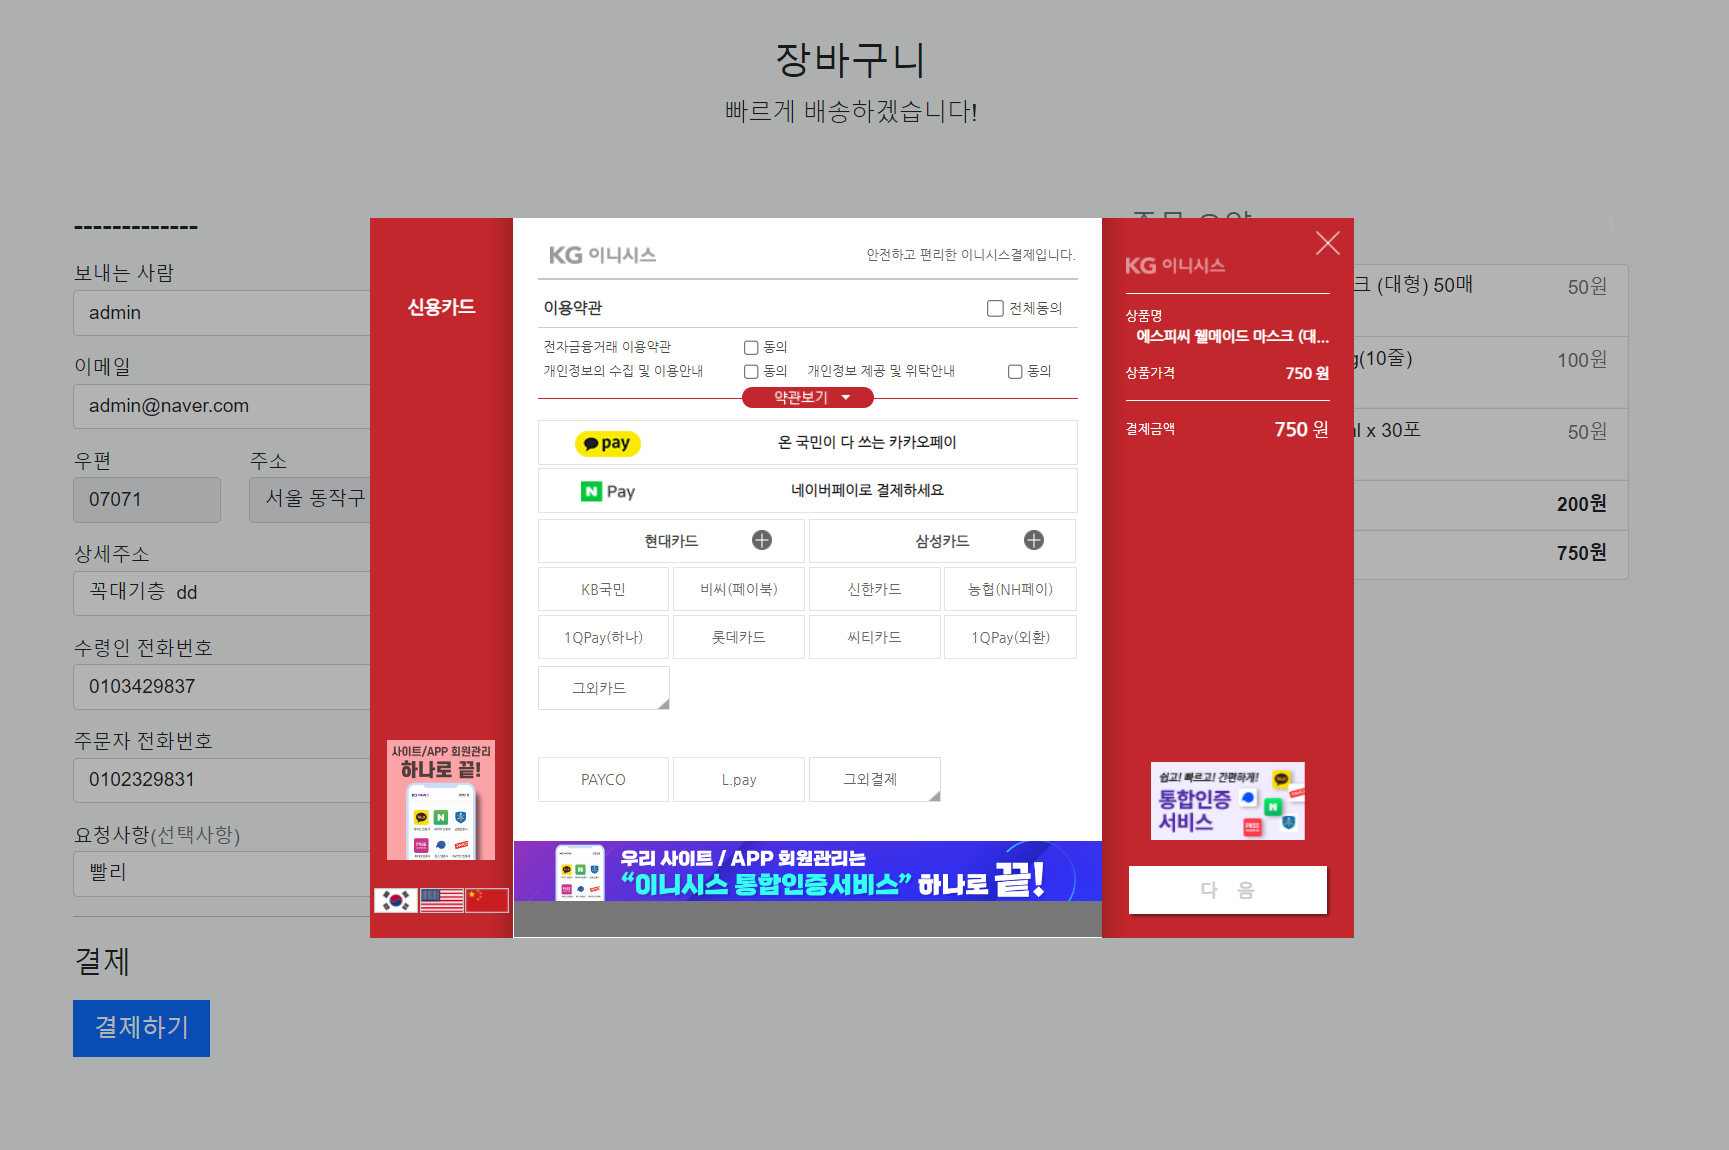 장바구니
빠르게 배송하겠습니다!
-------------
보내는 사람
admin
이메일
admin@naver.com
우편
주소
07071
서울 동작구
상세주소
꼭대기층 dd
수령인 전화번호
0103429837
주문자 전화번호
0102329831
요청사항(선택사항)
빨리
결제
결제하기
신용카드
사이트/APP 회원관리
하나로 끝!
KG 이니시스
안전하고 편리한 이니시스결제입니다.
이용약관
전체동의
전자금융거래 이용약관
동의
개인정보의 수집 및 이용안내
동의
개인정보 제공 및 위탁안내
동의
약관보기
pay
온 국민이 다 쓰는 카카오페이
N Pay
네이버페이로 결제하세요
현대카드
삼성카드
KB국민
비씨(페이북)
신한카드
농협(NH페이)
1QPay(하나)
롯데카드
씨티카드
1QPay(외환)
그외카드
PAYCO
L.pay
그외결제
우리 사이트 / APP 회원관리는
“이니시스 통합인증서비스” 하나로 끝!
KG 이니시스
상품명
에스피씨 웰메이드 마스크 (대...
상품가격
750 원
결제금액
750 원
쉽고! 빠르고! 간편하게!
통합인증
서비스
다 음
주문 요약
3
크 (대형) 50매
50원
g(10줄)
100원
ml x 30포
50원
200원
750원